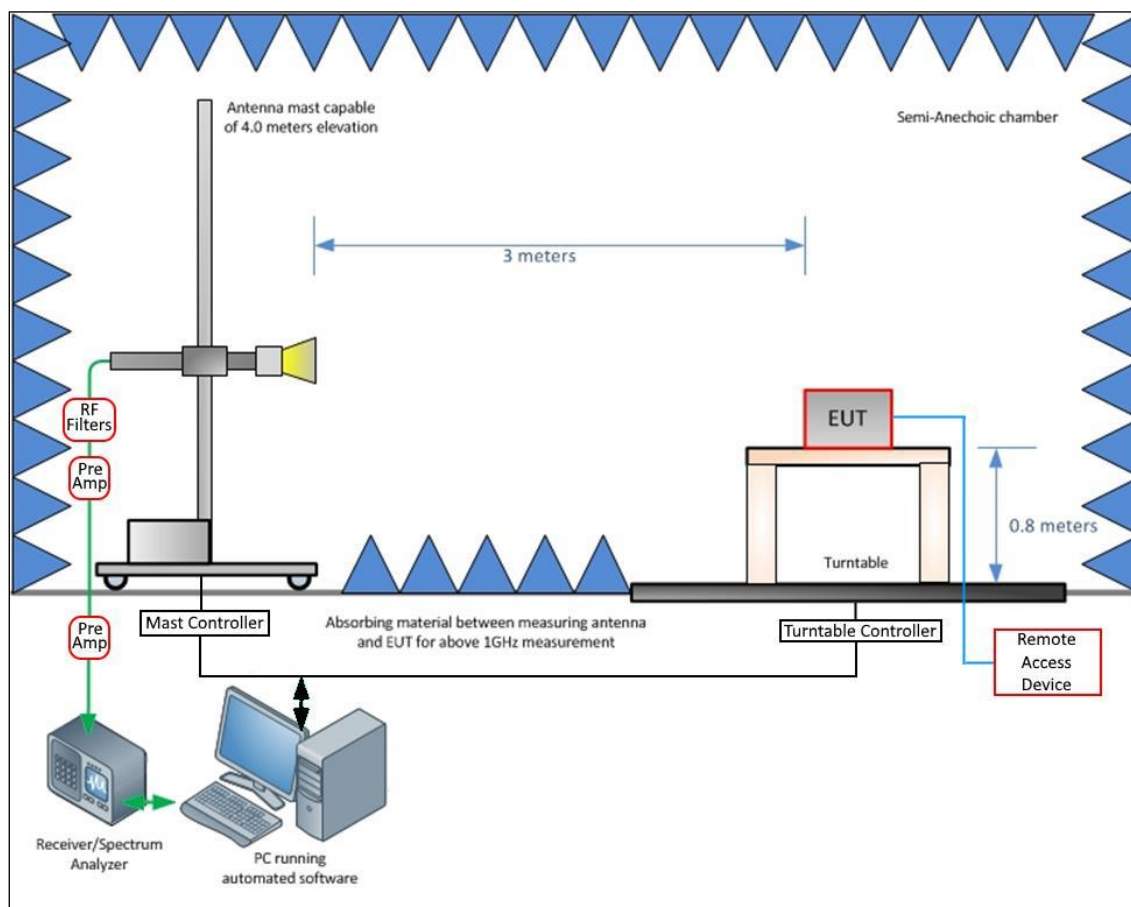 Antenna mast capable
of 4.0 meters elevation
Semi-Anechoic chamber
3 meters
RF
Filters
Pre
Amp
EUT
0.8 meters
Turntable
Pre
Amp
Mast Controller
Absorbing material between measuring antenna
and EUT for above 1GHz measurement
Turntable Controller
Remote
Access
Device
Receiver/Spectrum
Analyzer
PC running
automated software